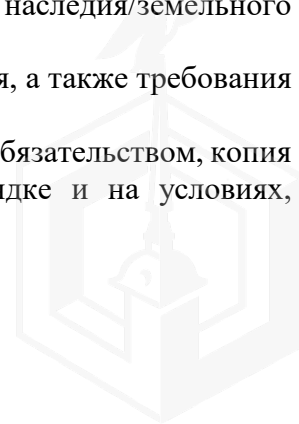 наследия/земельного
я, а также требования
бязательством, копия
дке и на условиях,